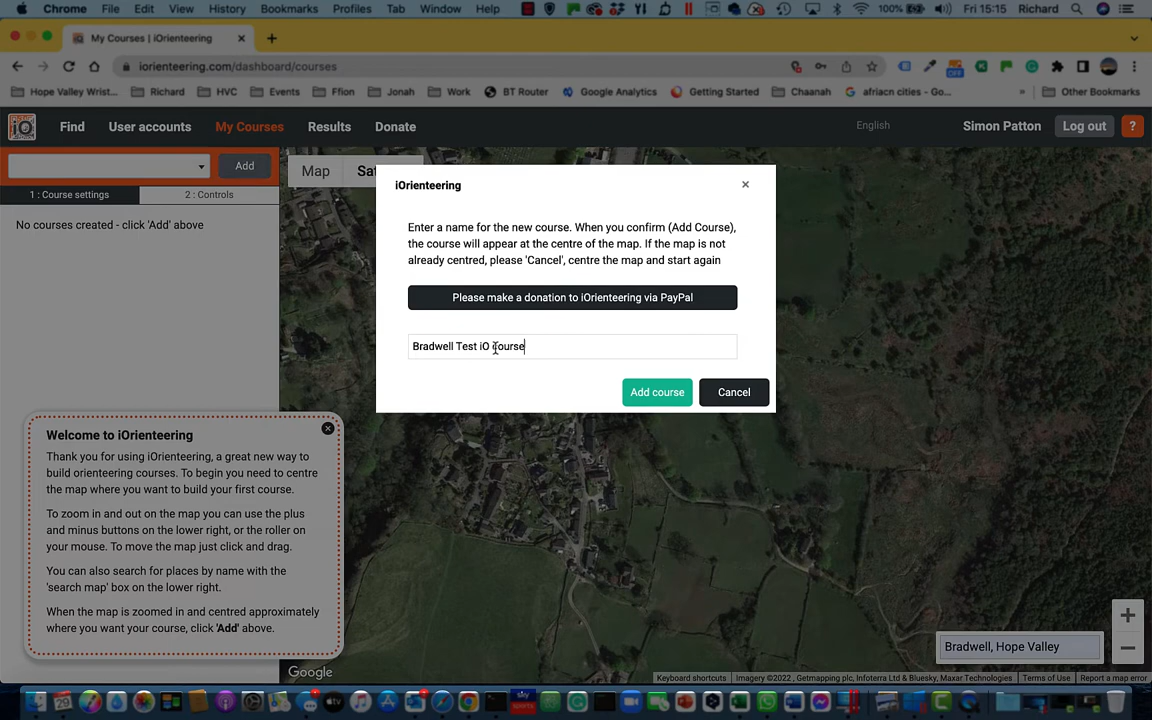 Chrome File Edit View History Bookmarks Profiles Tab Window Help 100% Fri 15:15 Richard
My Courses | iOrienteering
iorienteering.com/dashboard/courses
Hope Valley Wrist... Richard HVC Events Ffion Jonah Work BT Router Google Analytics Getting Started Chaanah afriacn cities - Go... » Other Bookmarks
Find User accounts My Courses Results Donate English Simon Patton Log out ?
Add
Map Sat
1 : Course settings 2 : Controls
No courses created - click 'Add' above
iOrienteering
Enter a name for the new course. When you confirm (Add Course),
the course will appear at the centre of the map. If the map is not
already centred, please 'Cancel', centre the map and start again
Please make a donation to iOrienteering via PayPal
Bradwell Test iO Course
Add course Cancel
Welcome to iOrienteering
Thank you for using iOrienteering, a great new way to
build orienteering courses. To begin you need to centre
the map where you want to build your first course.
To zoom in and out on the map you can use the plus
and minus buttons on the lower right, or the roller on
your mouse. To move the map just click and drag.
You can also search for places by name with the
'search map' box on the lower right.
When the map is zoomed in and centred approximately
where you want your course, click 'Add' above.
Bradwell, Hope Valley
Google
Keyboard shortcuts Imagery ©2022 , Getmapping plc, Infoterra Ltd & Bluesky, Maxar Technologies Terms of Use Report a map error